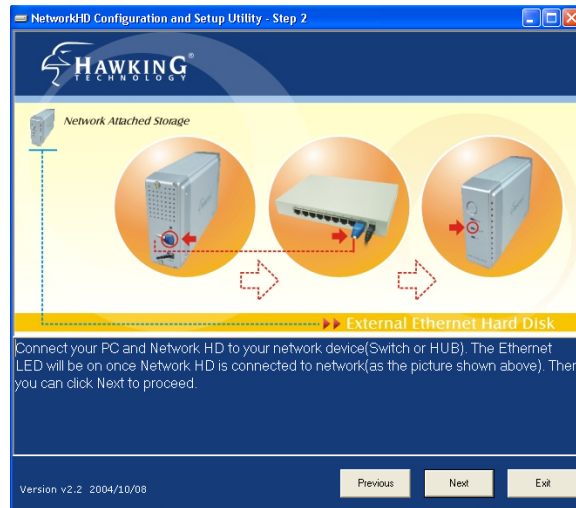 NetworkHD Configuration and Setup Utility - Step 2
HAWKING®
TECHNOLOGY
Network Attached Storage
External Ethernet Hard Disk
Connect your PC and Network HD to your network device(Switch or HUB). The Ethernet
LED will be on once Network HD is connected to network(as the picture shown above). Then
you can click Next to proceed.
Previous
Next
Exit
Version v2.2 2004/10/08